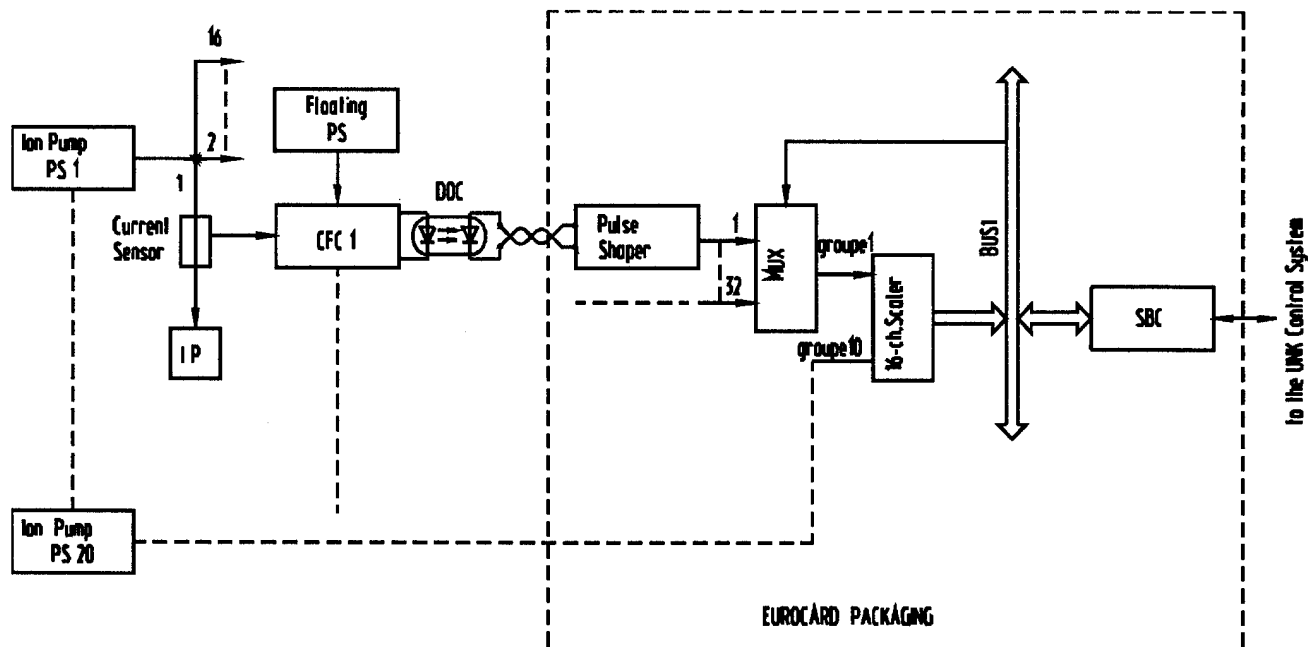 16
Floating
PS
Ion Pump
PS 1
2
1
DOC
Current
Sensor
CFC 1
Pulse
Shaper
1
32
MUX
groupe1
groupe10
16-ch.Scaler
BUS1
SBC
to the UNK Control System
IP
Ion Pump
PS 20
EUROCARD PACKAGING